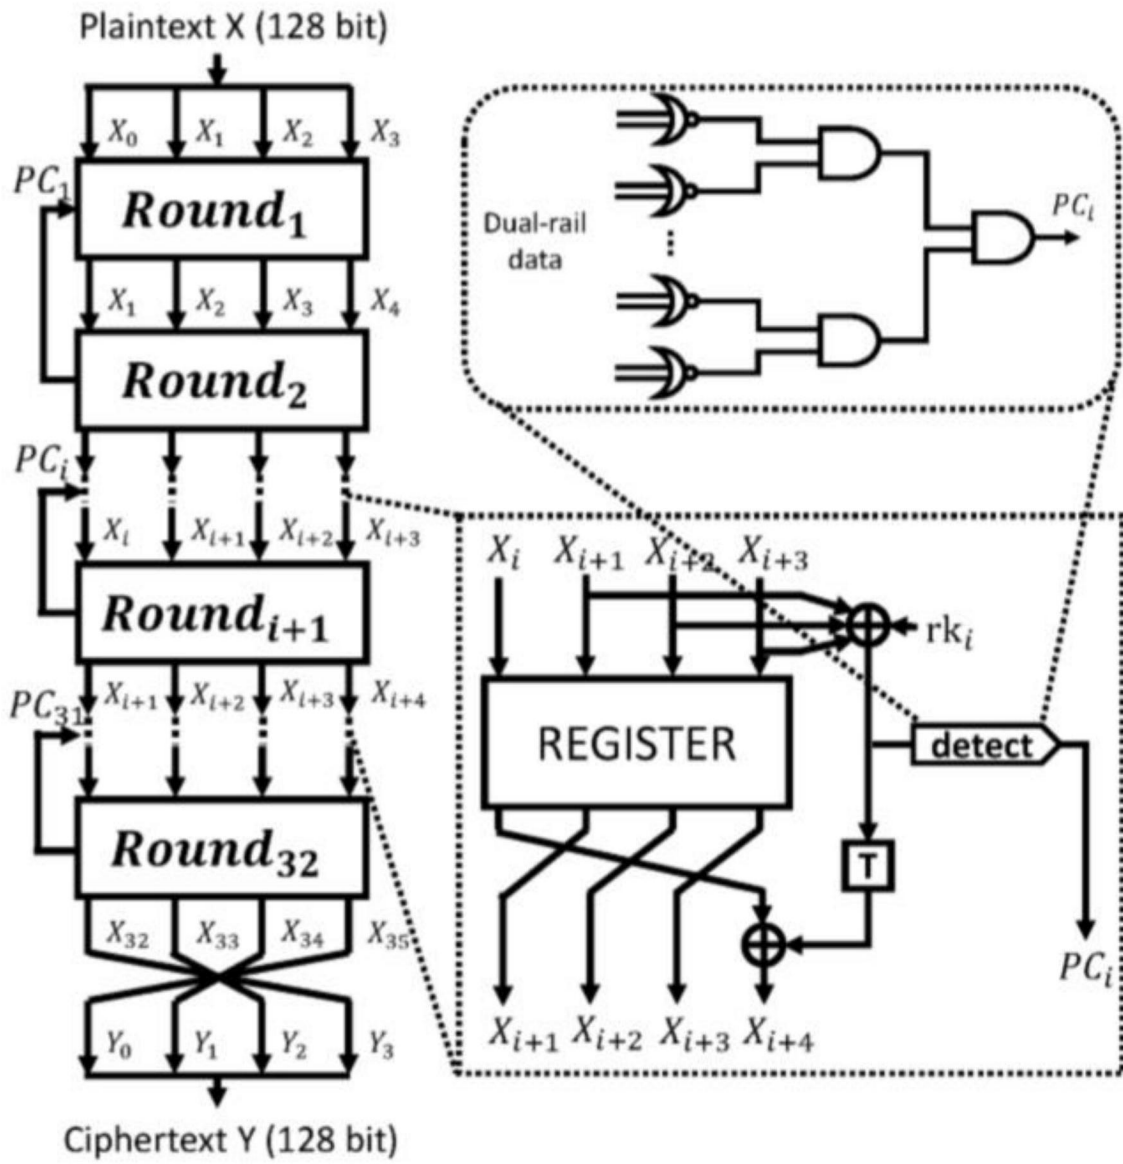 Plaintext X (128 bit)
X₀ X₁ X₂ X₃
PC₁
Round₁
X₁ X₂ X₃ X₄
Round₂
PCᵢ
Xᵢ Xᵢ₊₁ Xᵢ₊₂ Xᵢ₊₃
Roundᵢ₊₁
Xᵢ₊₁ Xᵢ₊₂ Xᵢ₊₃ Xᵢ₊₄
PC₃₁
Round₃₂
X₃₂ X₃₃ X₃₄ X₃₅
Y₀ Y₁ Y₂ Y₃
Ciphertext Y (128 bit)
Dual-rail
data
PCᵢ
Xᵢ Xᵢ₊₁ Xᵢ₊₂ Xᵢ₊₃
rkᵢ
REGISTER
detect
T
PCᵢ
Xᵢ₊₁ Xᵢ₊₂ Xᵢ₊₃ Xᵢ₊₄